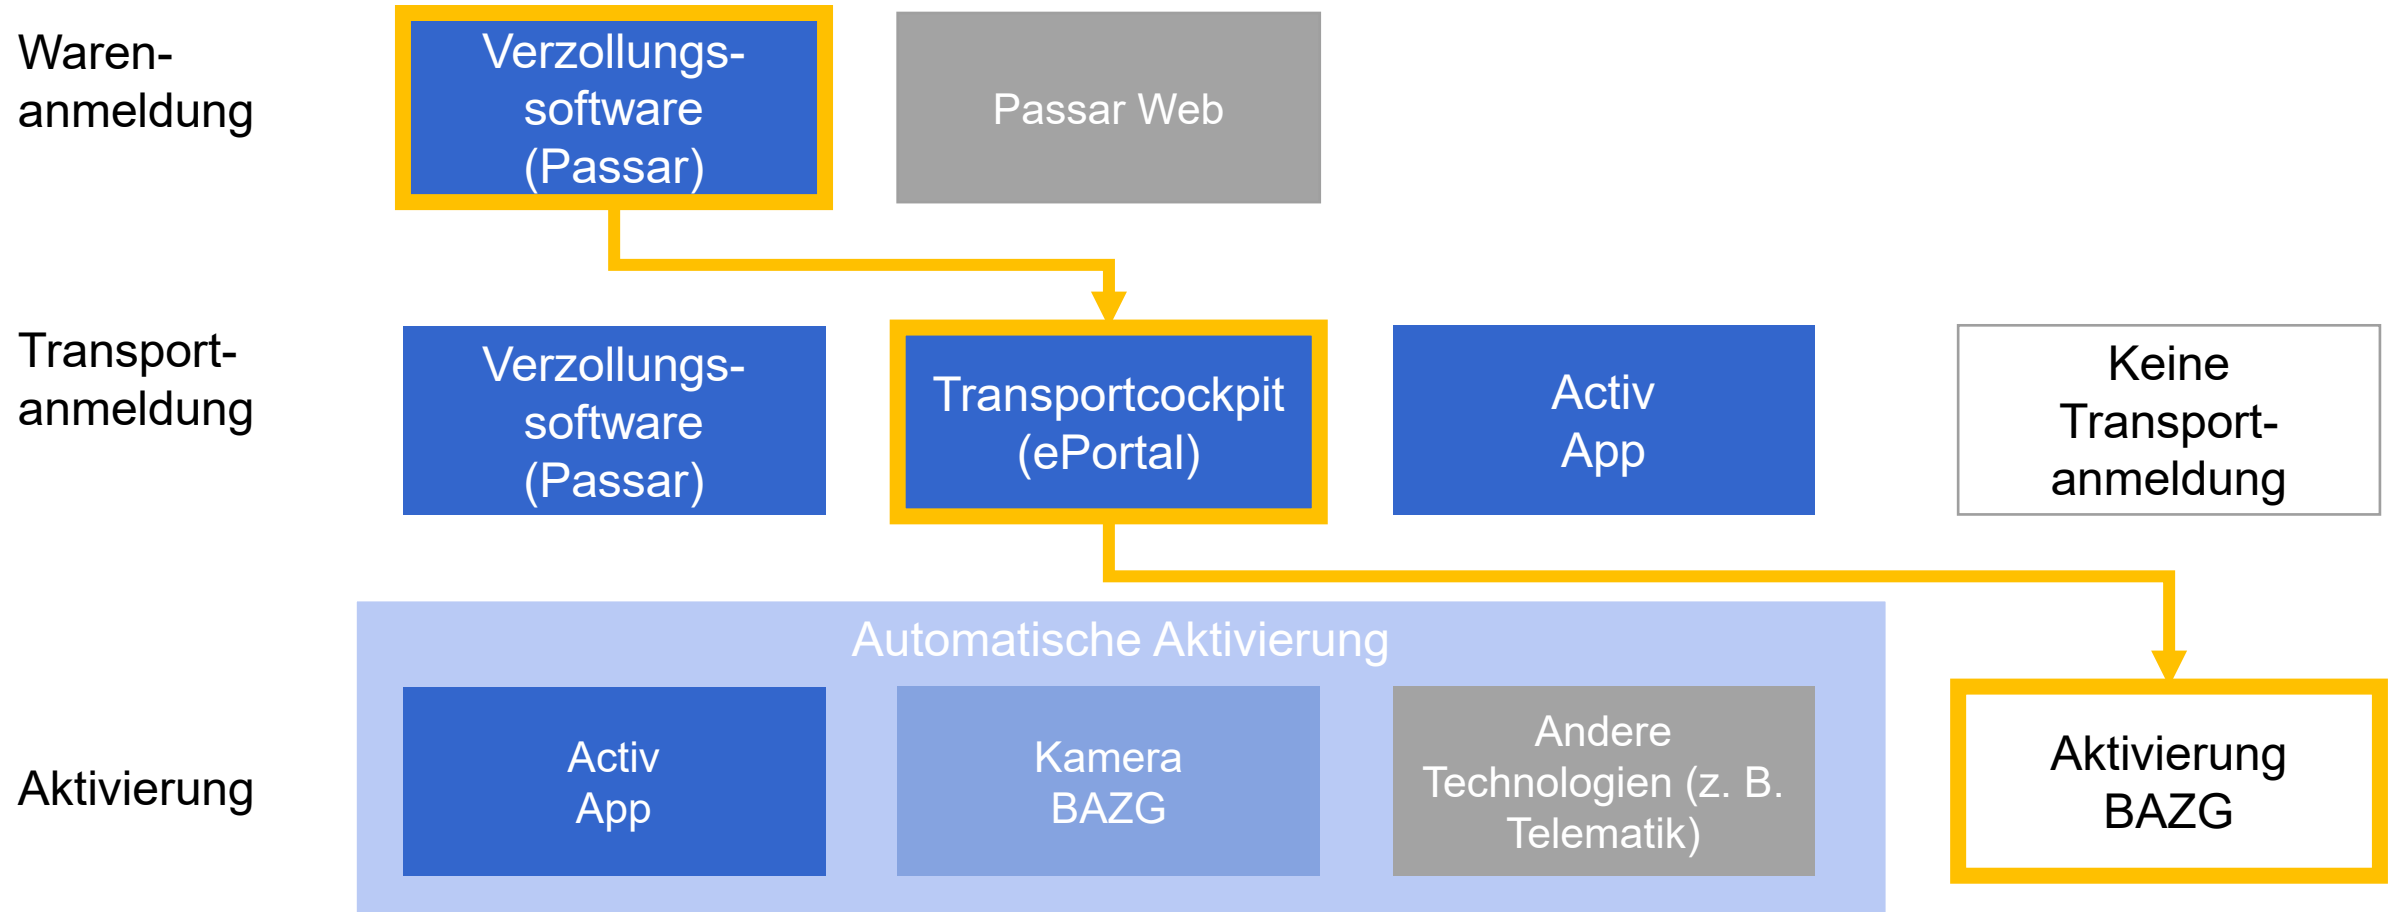 Waren-
anmeldung
Verzollungs-
software
(Passar)
Passar Web
Transport-
anmeldung
Verzollungs-
software
(Passar)
Transportcockpit
(ePortal)
Activ
App
Keine
Transport-
anmeldung
Automatische Aktivierung
Aktivierung
Activ
App
Kamera
BAZG
Andere
Technologien (z. B.
Telematik)
Aktivierung
BAZG